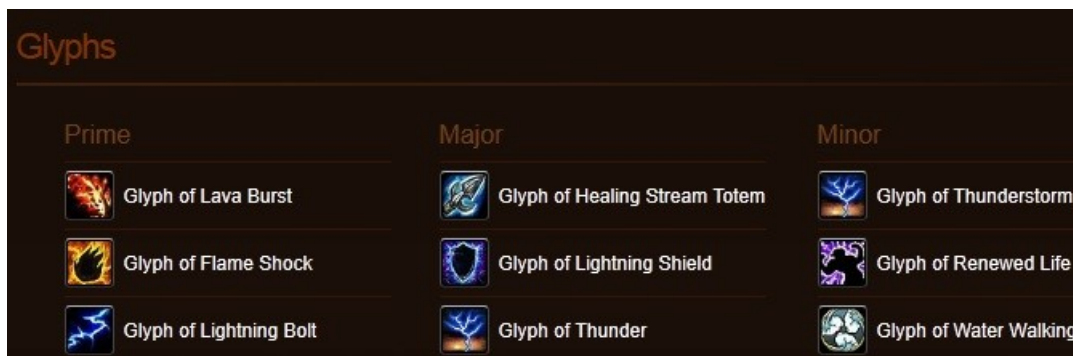 Glyphs
Prime
Major
Minor
Glyph of Lava Burst
Glyph of Healing Stream Totem
Glyph of Thunderstorm
Glyph of Flame Shock
Glyph of Lightning Shield
Glyph of Renewed Life
Glyph of Lightning Bolt
Glyph of Thunder
Glyph of Water Walking